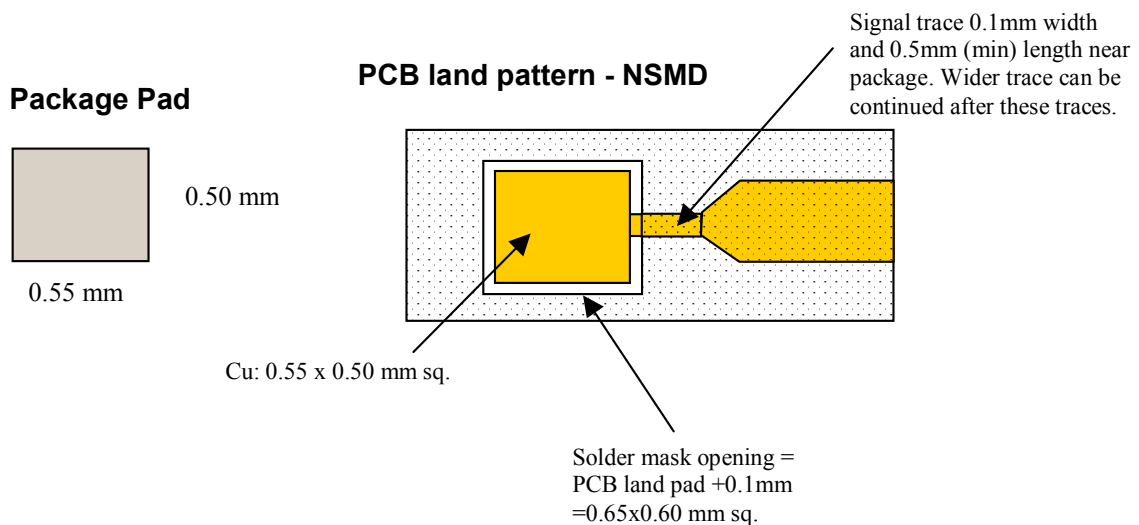 Package Pad
0.50 mm
0.55 mm
PCB land pattern - NSMD
Signal trace 0.1mm width
and 0.5mm (min) length near
package. Wider trace can be
continued after these traces.
Cu: 0.55 x 0.50 mm sq.
Solder mask opening =
PCB land pad +0.1mm
=0.65x0.60 mm sq.